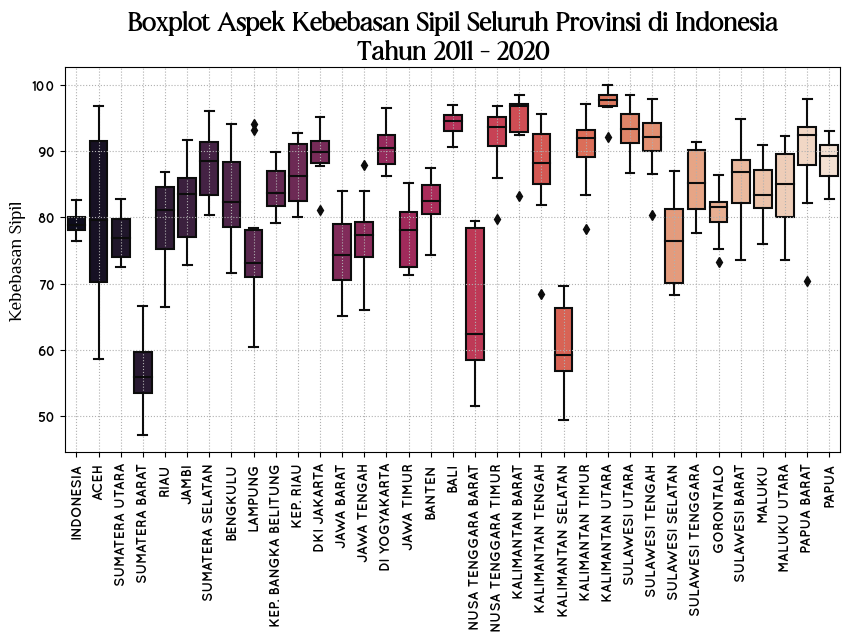 Boxplot Aspek Kebebasan Sipil Seluruh Provinsi di Indonesia
Tahun 2011 - 2020
Kebebasan Sipil
100
90
80
70
60
50
INDONESIA
ACEH
SUMATERA UTARA
SUMATERA BARAT
RIAU
JAMBI
SUMATERA SELATAN
BENGKULU
LAMPUNG
KEP. BANGKA BELITUNG
KEP. RIAU
DKI JAKARTA
JAWA BARAT
JAWA TENGAH
DI YOGYAKARTA
JAWA TIMUR
BANTEN
BALI
NUSA TENGGARA BARAT
NUSA TENGGARA TIMUR
KALIMANTAN BARAT
KALIMANTAN TENGAH
KALIMANTAN SELATAN
KALIMANTAN TIMUR
KALIMANTAN UTARA
SULAWESI UTARA
SULAWESI TENGAH
SULAWESI SELATAN
SULAWESI TENGGARA
GORONTALO
SULAWESI BARAT
MALUKU
MALUKU UTARA
PAPUA BARAT
PAPUA